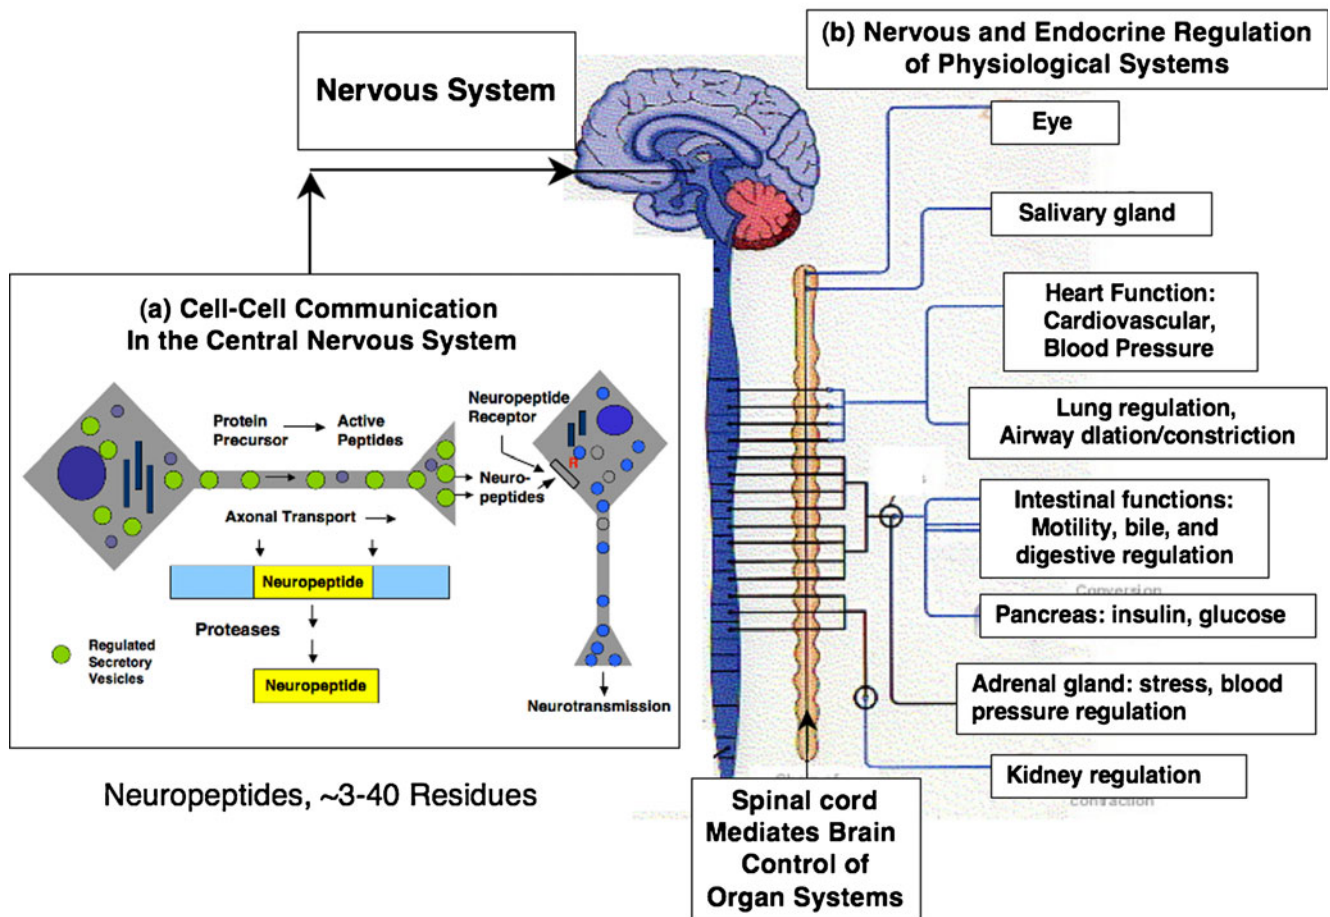 Nervous System
(b) Nervous and Endocrine Regulation
of Physiological Systems
Eye
Salivary gland
Heart Function:
Cardiovascular,
Blood Pressure
Lung regulation,
Airway dlation/constriction
Intestinal functions:
Motility, bile, and
digestive regulation
Conversion
Pancreas: insulin, glucose
Adrenal gland: stress, blood
pressure regulation
Kidney regulation
contraction
Spinal cord
Mediates Brain
Control of
Organ Systems
(a) Cell-Cell Communication
In the Central Nervous System
Protein
Precursor
Active
Peptides
Neuropeptide
Receptor
R
Neuro-
peptides
Axonal Transport
Neuropeptide
Proteases
Neuropeptide
Regulated
Secretory
Vesicles
Neurotransmission
Neuropeptides, ~3-40 Residues